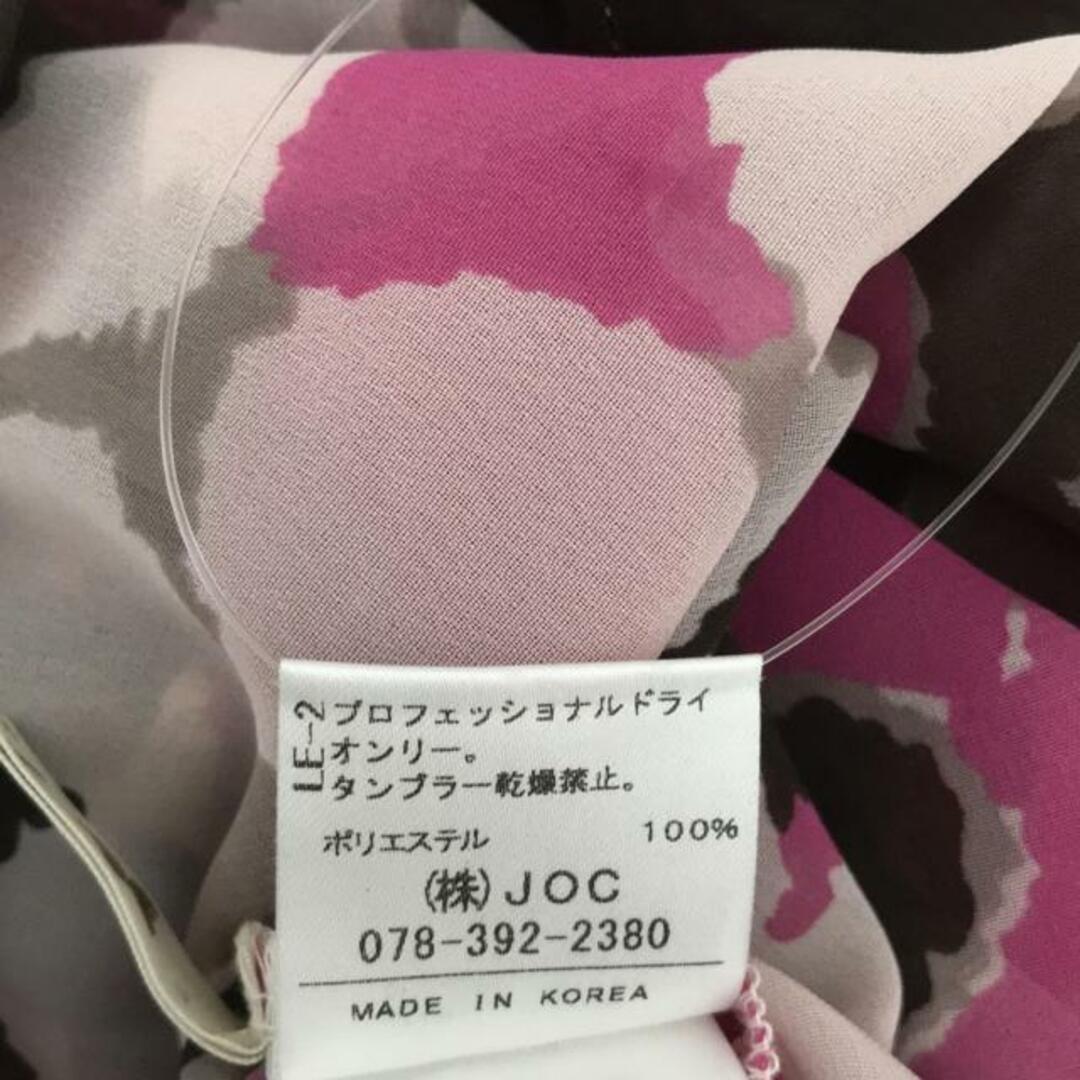 LE-2
プロフェッショナルドライ
オンリー。
タンブラー乾燥禁止。
ポリエステル 100%
(株)JOC
078-392-2380
MADE IN KOREA